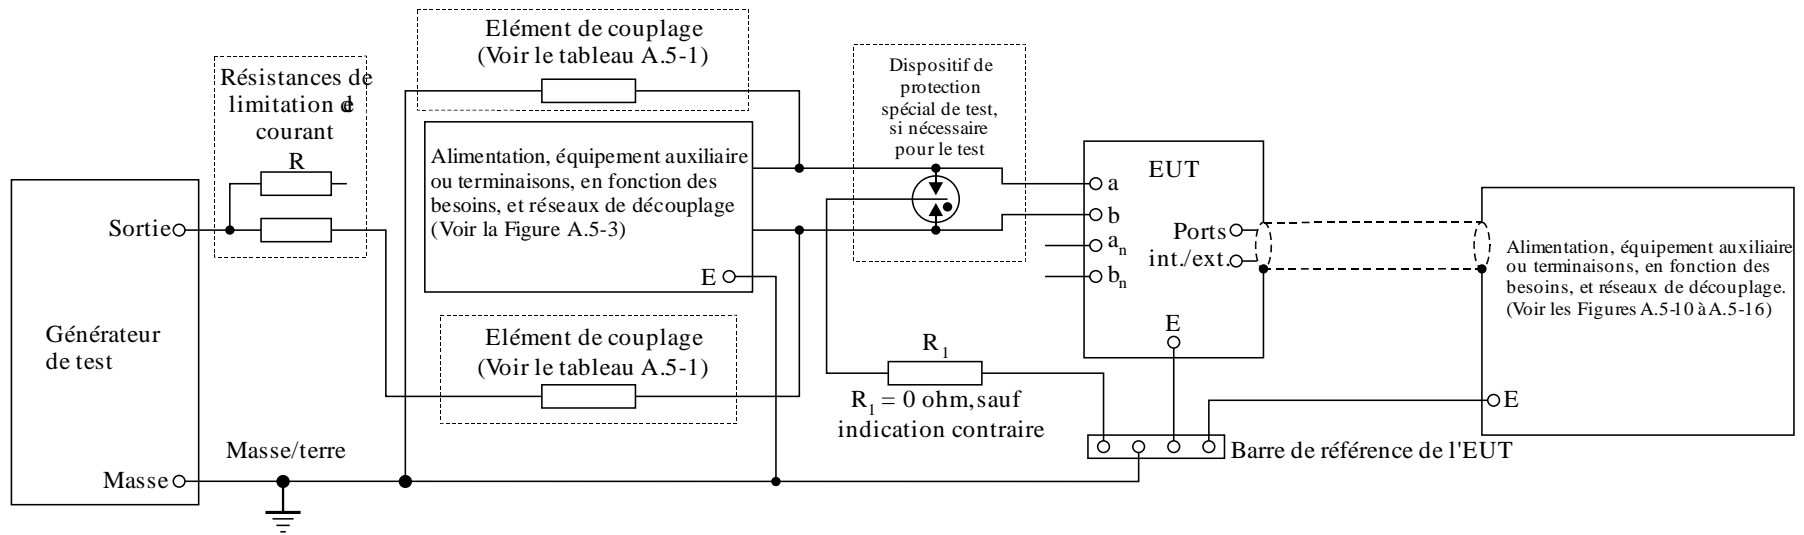 Elément de couplage
(Voir le tableau A.5-1)
Résistances de
limitation de
courant
R
Dispositif de
protection
spécial de test,
si nécessaire
pour le test
Alimentation, équipement auxiliaire
ou terminaisons, en fonction des
besoins, et réseaux de découplage
(Voir la Figure A.5-3)
E
EUT
a
b
an
bn
Ports
int./ext.
E
Sortie
Alimentation, équipement auxiliaire
ou terminaisons, en fonction des
besoins, et réseaux de découplage.
(Voir les Figures A.5-10 à A.5-16)
E
Générateur
de test
Elément de couplage
(Voir le tableau A.5-1)
R1
R1 = 0 ohm, sauf
indication contraire
Masse/terre
Barre de référence de l'EUT
Masse